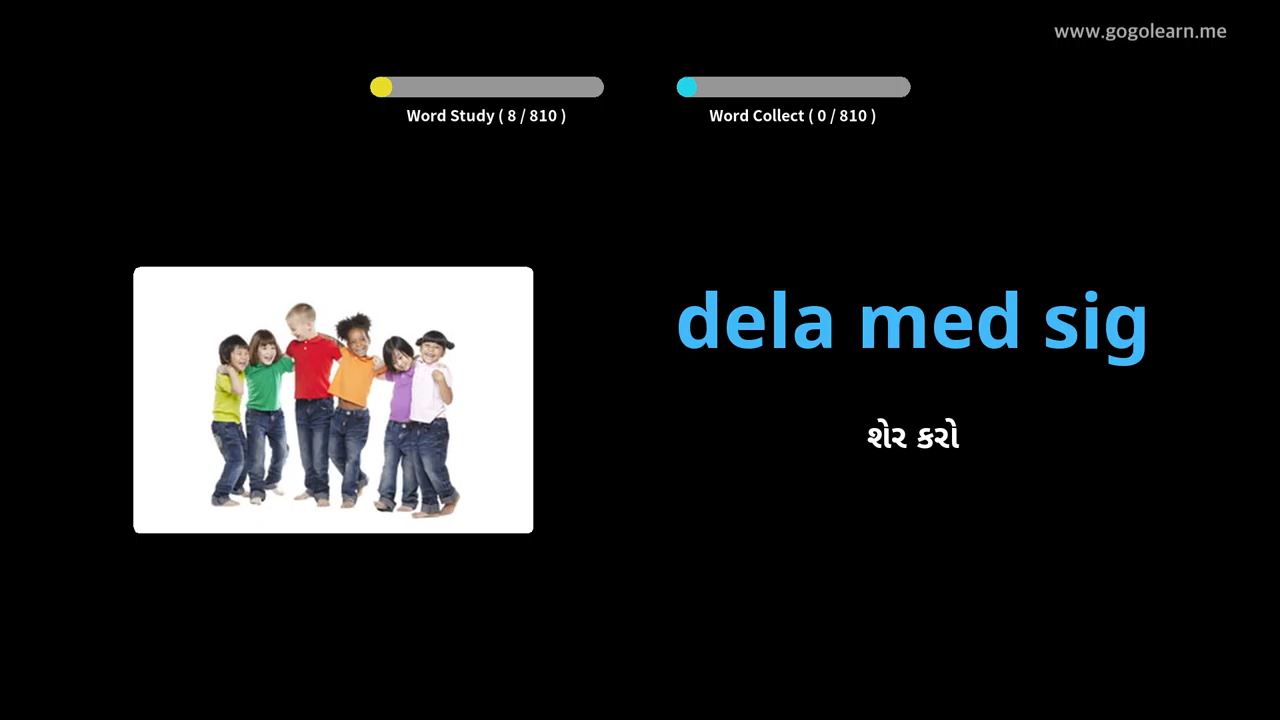 www.gogolearn.me
Word Study ( 8 / 810 )
Word Collect ( 0 / 810 )
dela med sig
શેર કરો